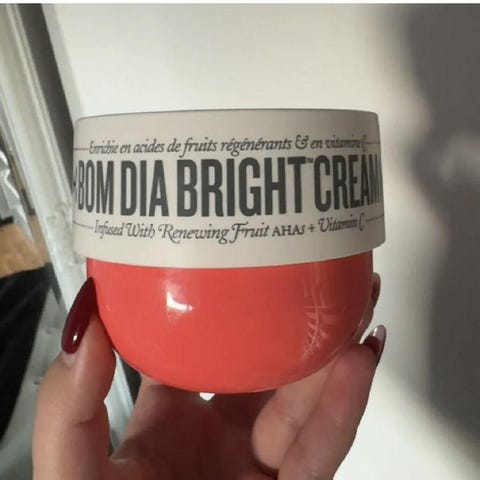 Enrichie en acides de fruits régénérants & en vitamine C
BOM DIA BRIGHT™ CREAM
Infused With Renewing Fruit AHAs + Vitamin C